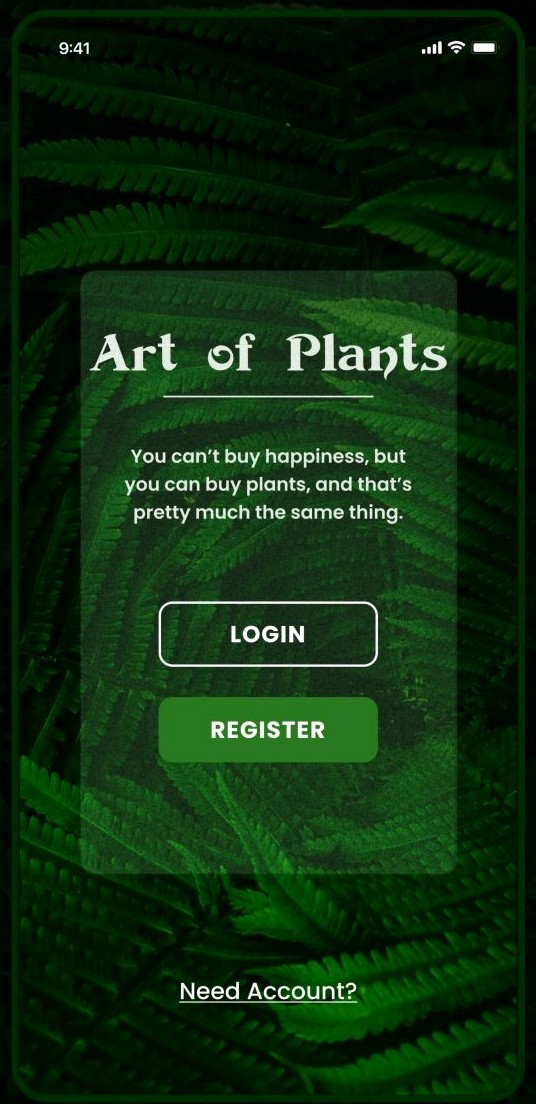 9:41
Art of Plants
You can’t buy happiness, but
you can buy plants, and that’s
pretty much the same thing.
LOGIN
REGISTER
Need Account?